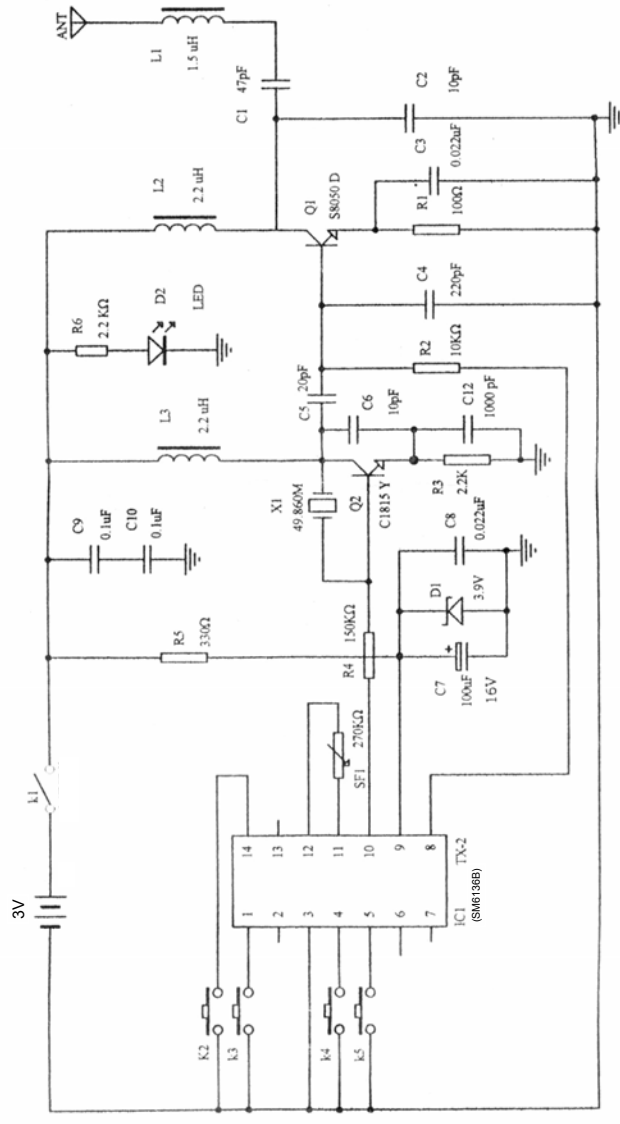 3V
k1
C9
0.1uF
C10
0.1uF
L3
2.2 uH
R6
2.2 KΩ
D2
LED
L2
2.2 uH
ANT
L1
1.5 uH
C1
47pF
R5
330Ω
X1
49.860M
C5
20pF
Q1
S8050 D
C6
10pF
Q2
C1815 Y
R4
150KΩ
SF1
270KΩ
C7
100uF
16V
D1
3.9V
C8
0.022uF
R3
2.2K
C12
1000 pF
R2
10KΩ
C4
220pF
R1
100Ω
C3
0.022uF
C2
10pF
K2
k3
k4
k5
14
13
12
11
10
9
8
1
2
3
4
5
6
7
IC1
TX-2
(SM6136B)